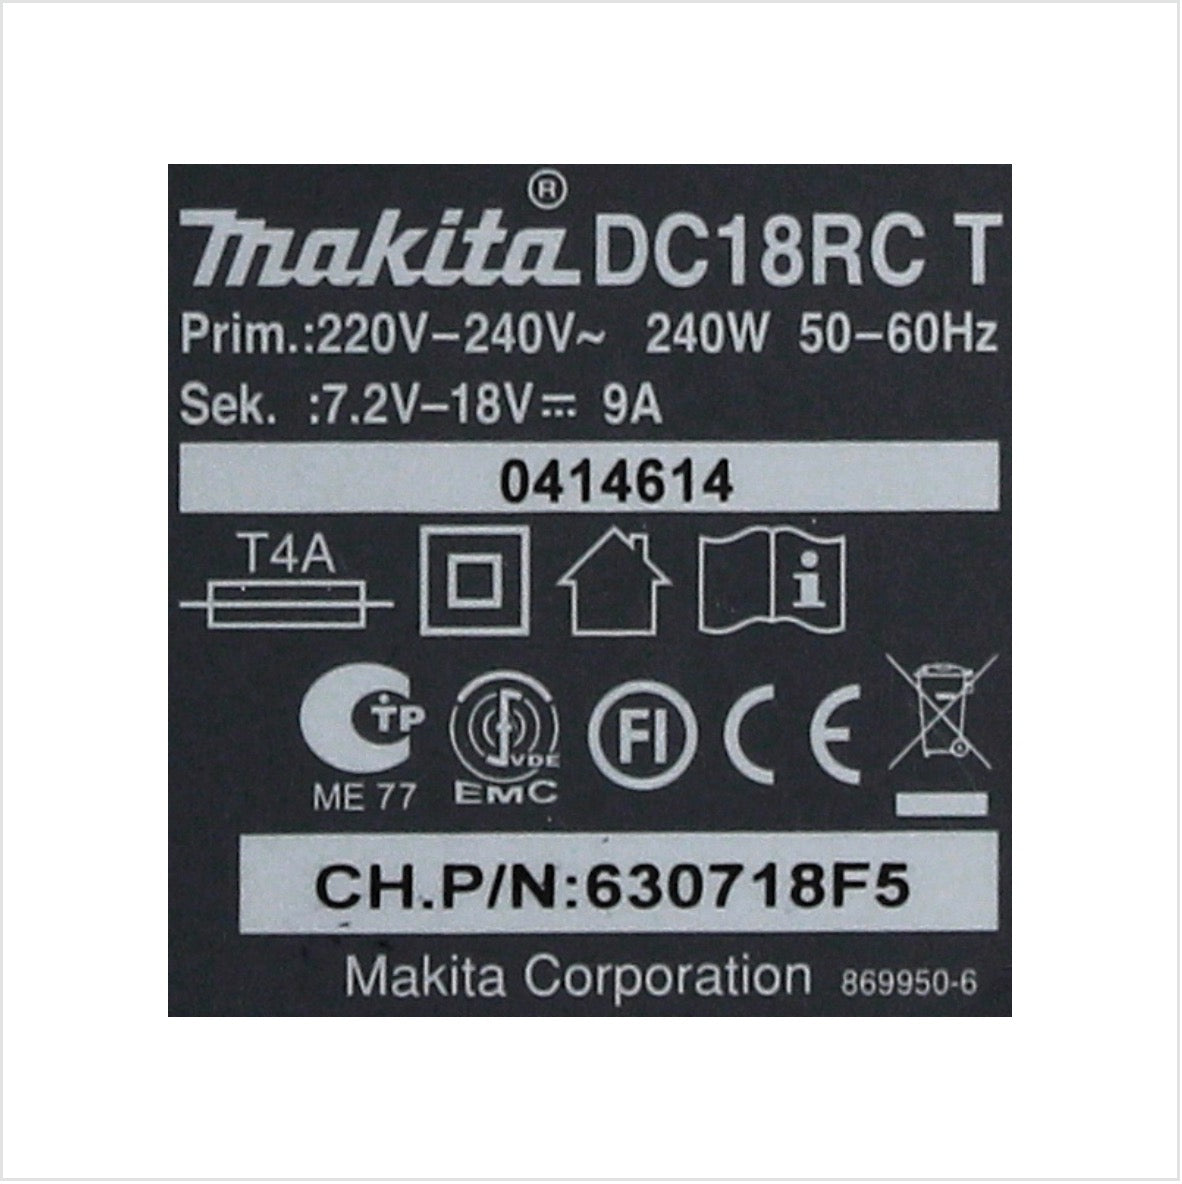 makita® DC18RC T
Prim.:220V–240V~ 240W 50–60Hz
Sek. :7.2V–18V⎓ 9A
0414614
T4A
i
TP
VDE
FI
CE
ME 77
EMC
CH.P/N:630718F5
Makita Corporation 869950-6